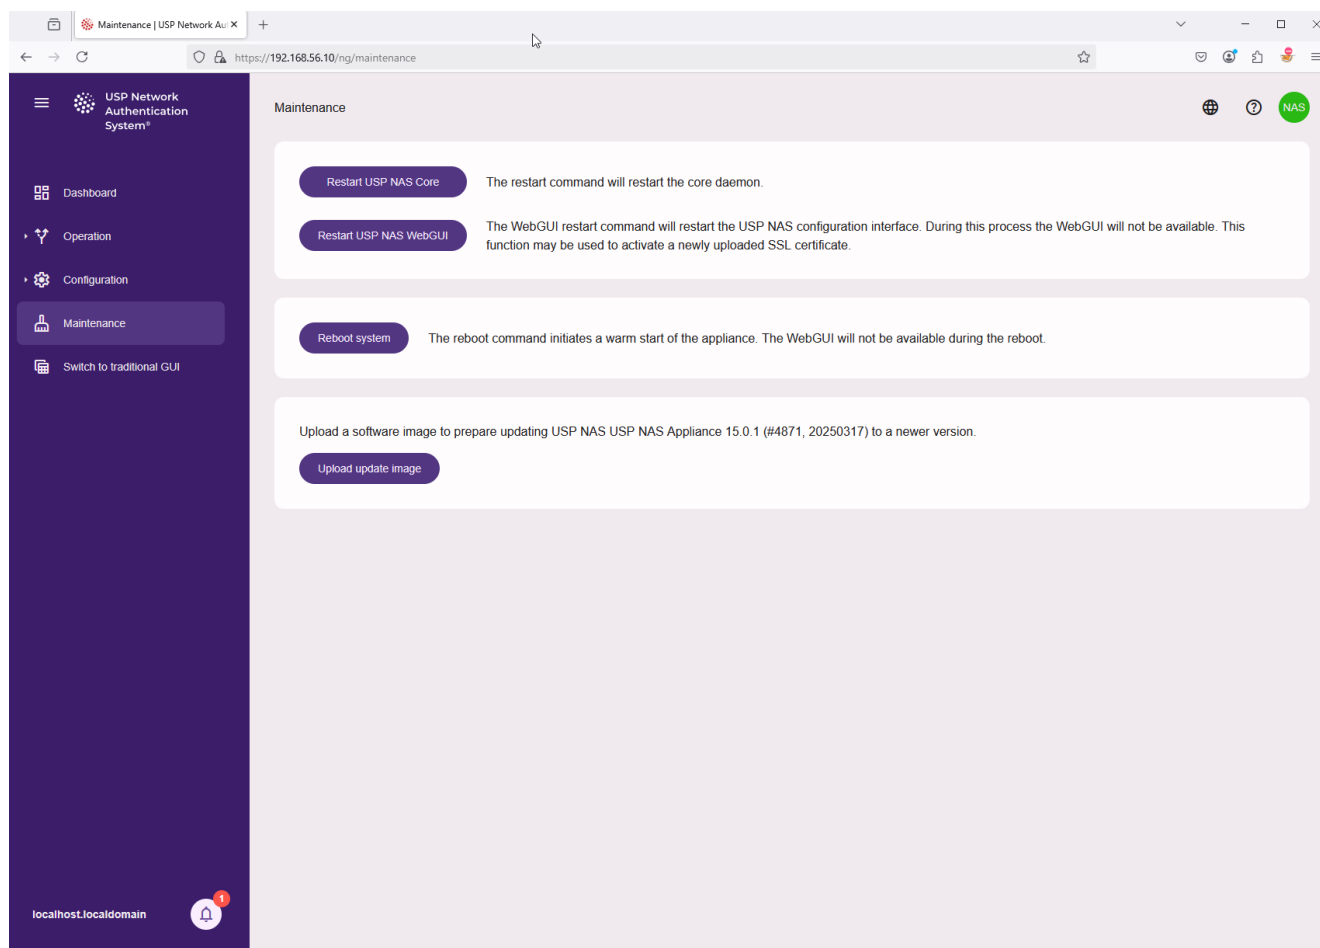 Maintenance | USP Network Au
https://192.168.56.10/ng/maintenance
USP Network
Authentication
System®
Maintenance
NAS
Dashboard
Operation
Configuration
Maintenance
Switch to traditional GUI
Restart USP NAS Core
The restart command will restart the core daemon.
Restart USP NAS WebGUI
The WebGUI restart command will restart the USP NAS configuration interface. During this process the WebGUI will not be available. This
function may be used to activate a newly uploaded SSL certificate.
Reboot system
The reboot command initiates a warm start of the appliance. The WebGUI will not be available during the reboot.
Upload a software image to prepare updating USP NAS USP NAS Appliance 15.0.1 (#4871, 20250317) to a newer version.
Upload update image
localhost.localdomain
1